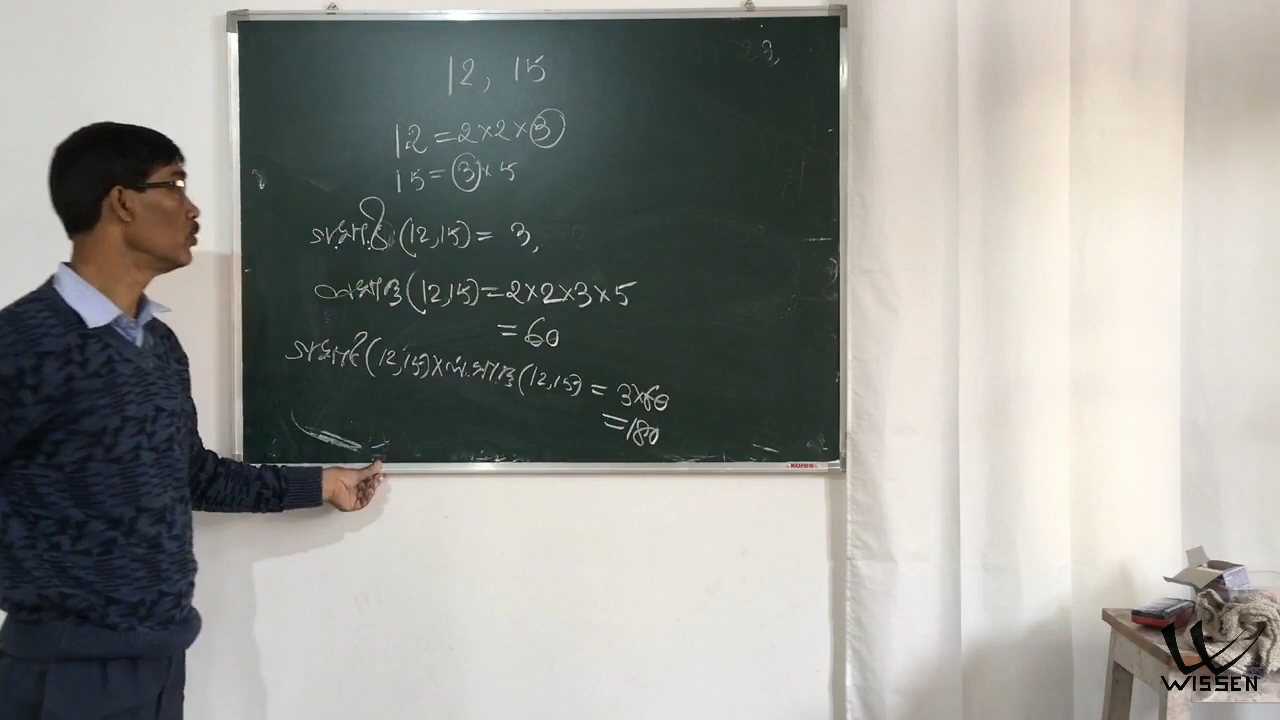 12, 15
12 = 2×2×3
15 = 3×5
গ.সা.উ (12,15) = 3,
ল.সা.গু (12,15) = 2×2×3×5
= 60
গ.সা.উ (12,15) × ল.সা.গু (12,15) = 3×60
= 180
3,
kores
WISSEN